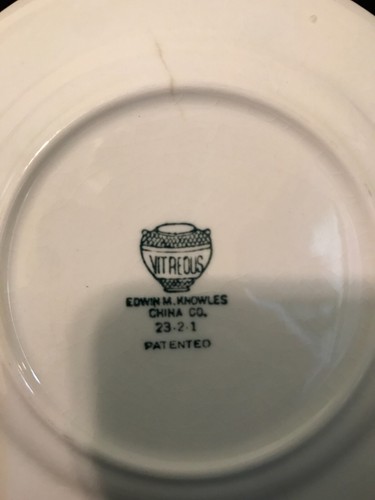 VITREOUS
EDWIN M. KNOWLES
CHINA CO.
23-2-1
PATENTED